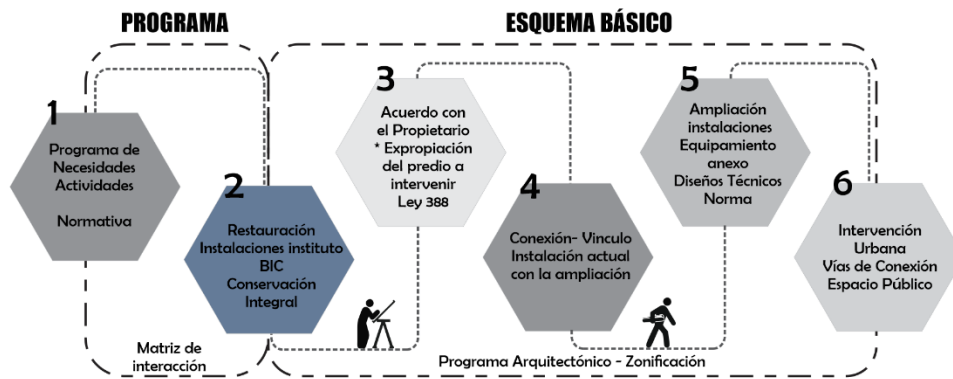 PROGRAMA
ESQUEMA BÁSICO
1
Programa de
Necesidades
Actividades
Normativa
2
Restauración
Instalaciones instituto
BIC
Conservación
Integral
3
Acuerdo con
el Propietario
* Expropiación
del predio a
intervenir
Ley 388
4
Conexión- Vinculo
Instalación actual
con la ampliación
5
Ampliación
instalaciones
Equipamiento
anexo
Diseños Técnicos
Norma
6
Intervención
Urbana
Vías de Conexión
Espacio Público
Matriz de
interacción
Programa Arquitectónico - Zonificación